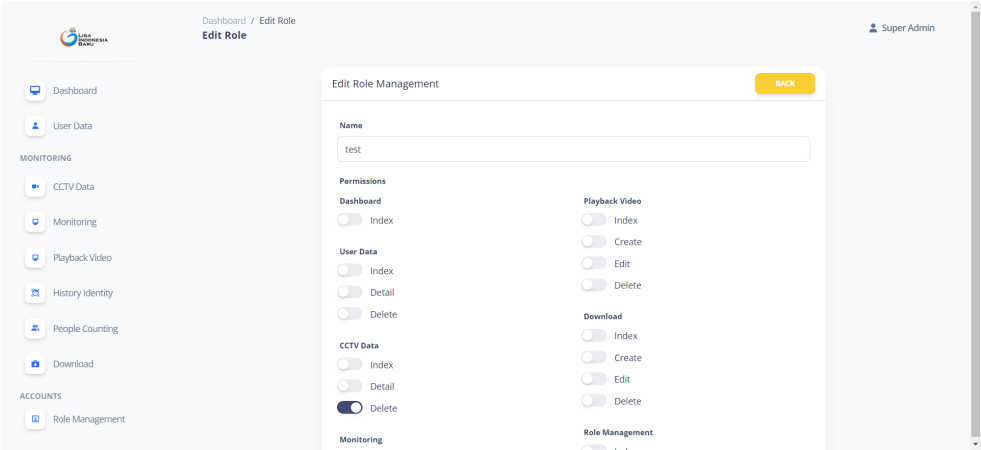 LIGA
INDONESIA
BARU
Dashboard / Edit Role
Edit Role
Super Admin
Dashboard
User Data
MONITORING
CCTV Data
Monitoring
Playback Video
History Identity
People Counting
Download
ACCOUNTS
Role Management
Edit Role Management
BACK
Name
test
Permissions
Dashboard
Index
User Data
Index
Detail
Delete
CCTV Data
Index
Detail
Delete
Monitoring
Playback Video
Index
Create
Edit
Delete
Download
Index
Create
Edit
Delete
Role Management